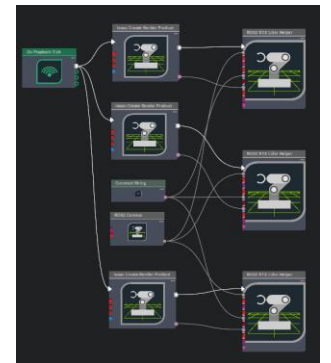 On Playback Tick
Isaac Create Render Product
ROS2 RTX Lidar Helper
Isaac Create Render Product
ROS2 RTX Lidar Helper
Constant String
ROS2 Context
Isaac Create Render Product
ROS2 RTX Lidar Helper